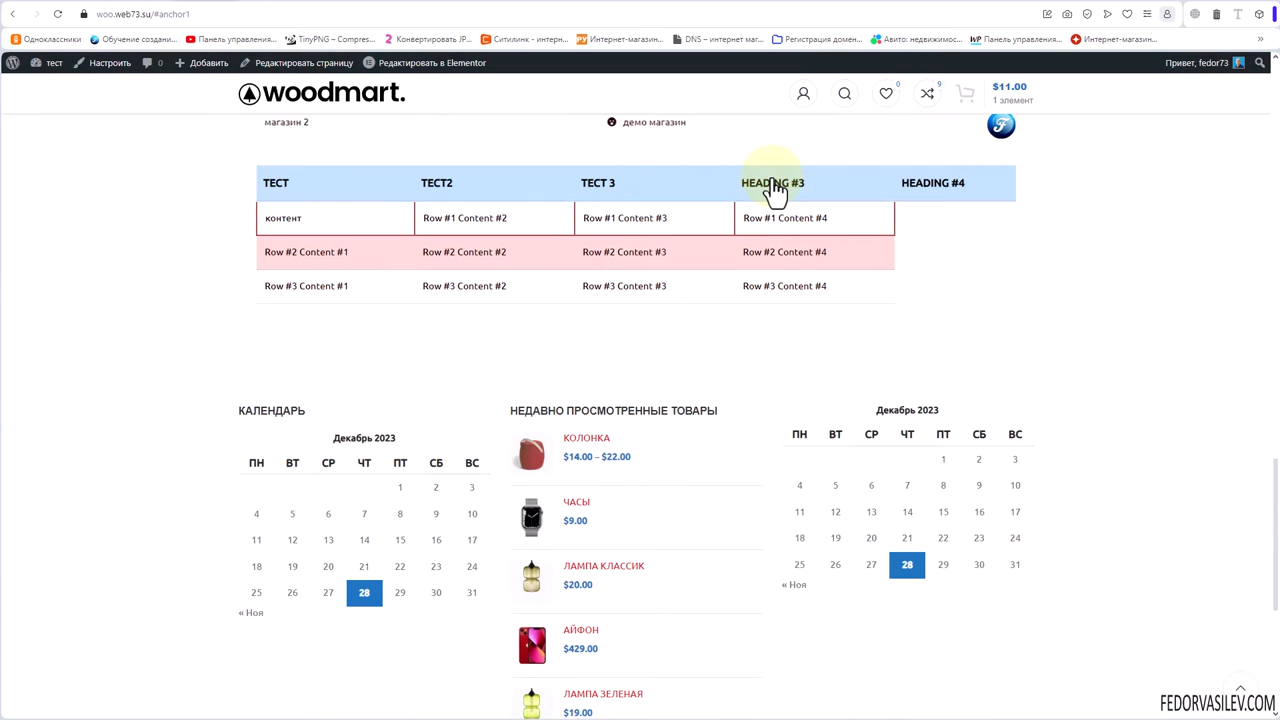 woo.web73.su/#anchor1
Одноклассники Обучение создани... Панель управления... TinyPNG – Compres... Конвертировать JP... Ситилинк - интерн... Интернет-магазин... DNS – интернет маг... Регистрация домен... Авито: недвижимос... Панель управления... Интернет-магазин...
тест Настроить 0 Добавить Редактировать страницу Редактировать в Elementor Привет, fedor73
woodmart. 0 9 $11.00
1 элемент
магазин 2 демо магазин
ТЕСТ ТЕСТ2 ТЕСТ 3 HEADING #3 HEADING #4
контент Row #1 Content #2 Row #1 Content #3 Row #1 Content #4
Row #2 Content #1 Row #2 Content #2 Row #2 Content #3 Row #2 Content #4
Row #3 Content #1 Row #3 Content #2 Row #3 Content #3 Row #3 Content #4
КАЛЕНДАРЬ
Декабрь 2023
ПН ВТ СР ЧТ ПТ СБ ВС
1 2 3
4 5 6 7 8 9 10
11 12 13 14 15 16 17
18 19 20 21 22 23 24
25 26 27 28 29 30 31
« Ноя
НЕДАВНО ПРОСМОТРЕННЫЕ ТОВАРЫ
КОЛОНКА
$14.00 – $22.00
ЧАСЫ
$9.00
ЛАМПА КЛАССИК
$20.00
АЙФОН
$429.00
ЛАМПА ЗЕЛЕНАЯ
$19.00
Декабрь 2023
ПН ВТ СР ЧТ ПТ СБ ВС
1 2 3
4 5 6 7 8 9 10
11 12 13 14 15 16 17
18 19 20 21 22 23 24
25 26 27 28 29 30 31
« Ноя
FEDORVASILEV.COM